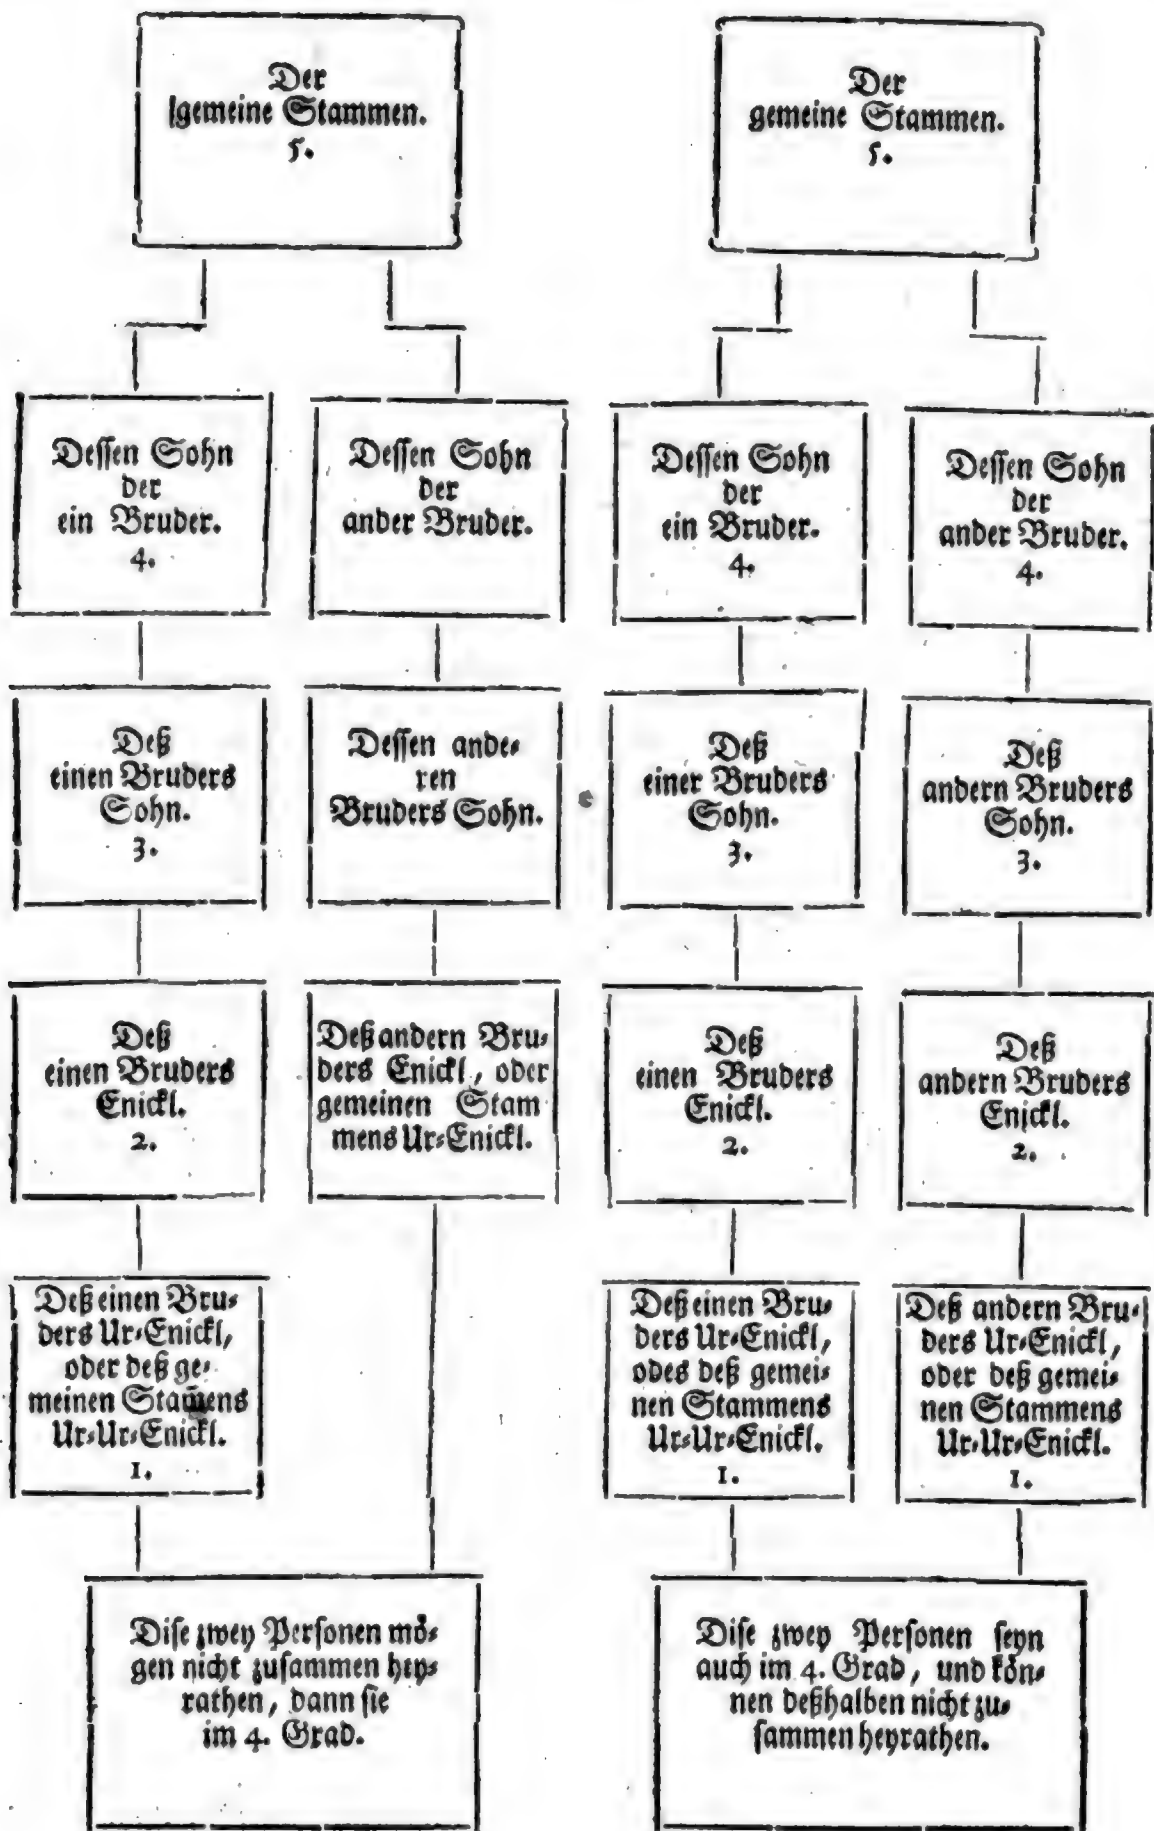 Der
gemeine Stammen.
5.
Der
gemeine Stammen.
5.
Dessen Sohn
der
ein Bruder.
4.
Dessen Sohn
der
ander Bruder.
Dessen Sohn
der
ein Bruder.
4.
Dessen Sohn
der
ander Bruder.
4.
Deß
einen Bruders
Sohn.
3.
Dessen ande-
ren
Bruders Sohn.
Deß
einer Bruders
Sohn.
3.
Deß
andern Bruders
Sohn.
3.
Deß
einen Bruders
Enickl.
2.
Deß andern Bru-
ders Enickl, oder
gemeinen Stam
mens Ur-Enickl.
Deß
einen Bruders
Enickl.
2.
Deß
andern Bruders
Enickl.
2.
Deß einen Bru-
ders Ur-Enickl,
oder deß ge-
meinen Stam̃ens
Ur-Ur-Enickl.
1.
Deß einen Bru-
ders Ur-Enickl,
odes deß gemei-
nen Stammens
Ur-Ur-Enickl.
1.
Deß andern Bru-
ders Ur-Enickl,
oder deß gemei-
nen Stammens
Ur-Ur-Enickl.
1.
Dise zwey Personen mö-
gen nicht zusammen hey-
rathen, dann sie
im 4. Grad.
Dise zwey Personen seyn
auch im 4. Grad, und kön-
nen deßhalben nicht zu-
sammen heyrathen.